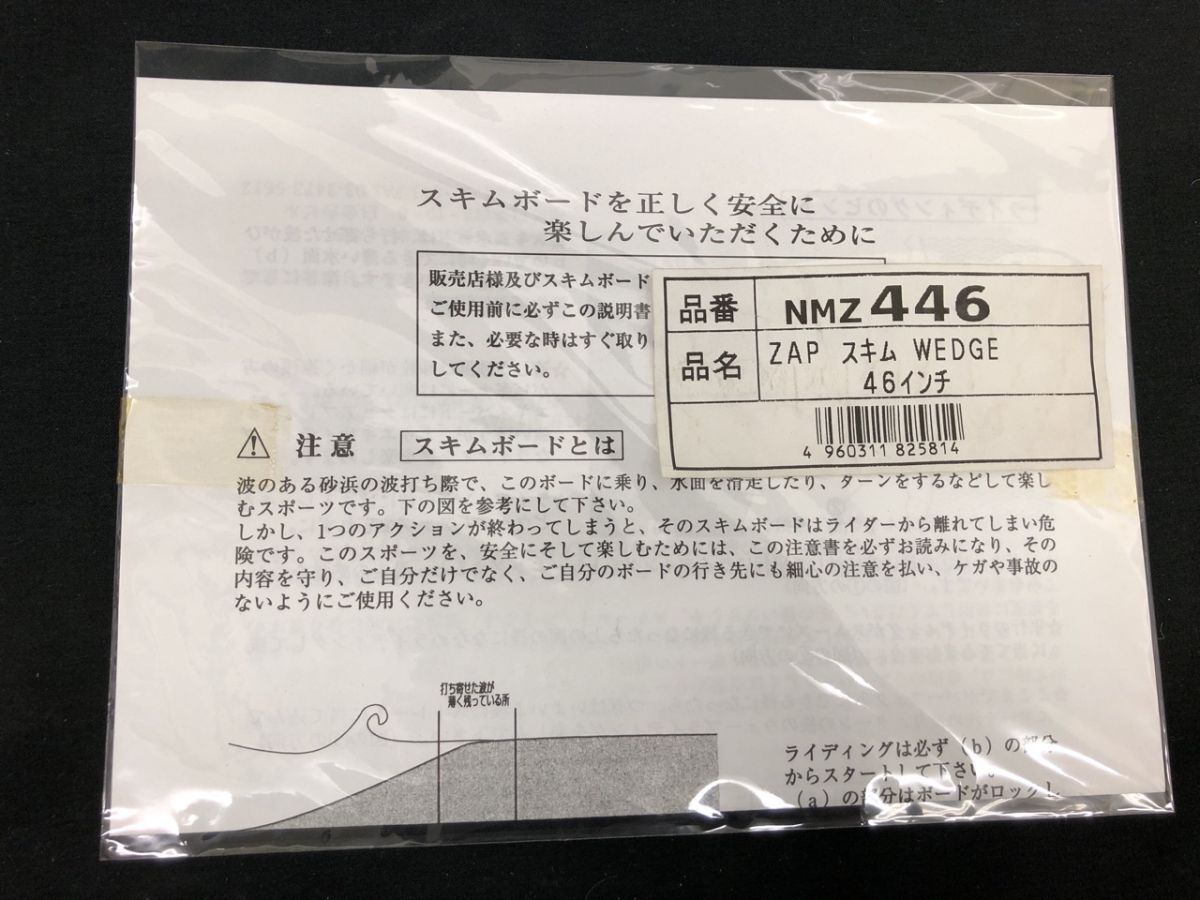 スキムボードを正しく安全に
楽しんでいただくために
販売店様及びスキムボード
ご使用前に必ずこの説明書
また、必要な時はすぐ取り
してください。
品番 NMZ446
品名 ZAP スキム WEDGE
46インチ
4 960311 825814
注意 スキムボードとは
波のある砂浜の波打ち際で、このボードに乗り、水面を滑走したり、ターンをするなどして楽し
むスポーツです。下の図を参考にして下さい。
しかし、1つのアクションが終わってしまうと、そのスキムボードはライダーから離れてしまい危
険です。このスポーツを、安全にそして楽しむためには、この注意書を必ずお読みになり、その
内容を守り、ご自分だけでなく、ご自分のボードの行き先にも細心の注意を払い、ケガや事故の
ないようにご使用ください。
打ち寄せた波が
薄く残っている所
ライディングは必ず(b)の部分
からスタートして下さい。
(a)の部分はボードがロックし